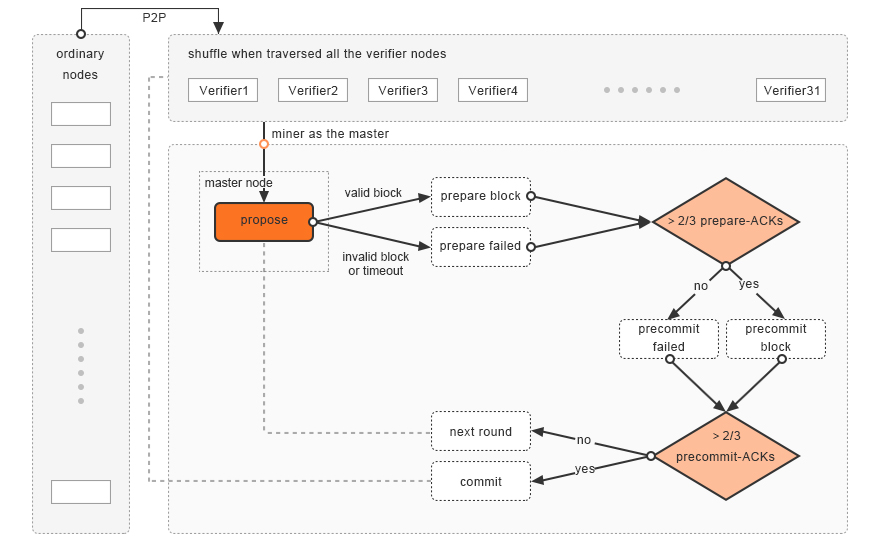 P2P
ordinary
nodes
shuffle when traversed all the verifier nodes
Verifier1
Verifier2
Verifier3
Verifier4
Verifier31
miner as the master
master node
propose
valid biock
invalid block
or timeout
prepare block
prepare failed
> 2/3 prepare-ACKs
no
yes
precommit
failed
precommit
block
> 2/3
precommit-ACKs
no
yes
next round
commit